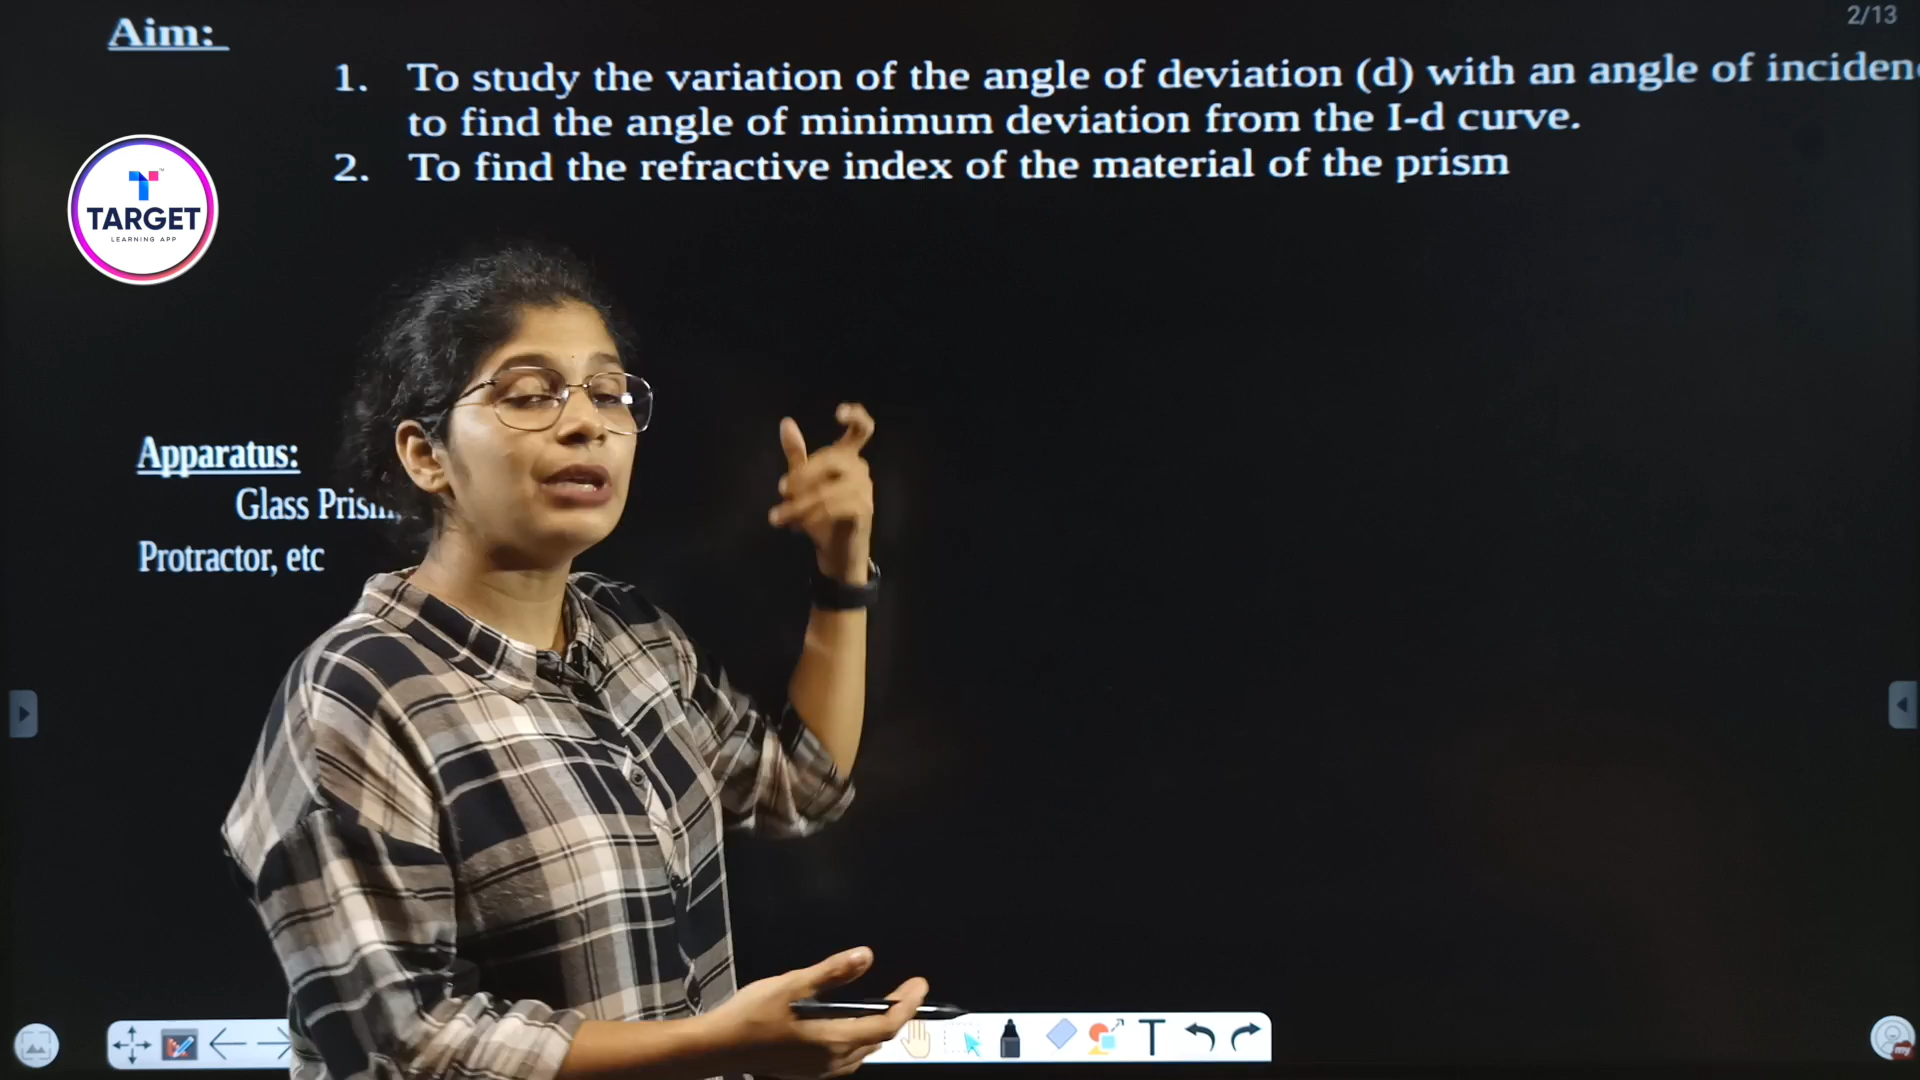 2/13
Aim:
1. To study the variation of the angle of deviation (d) with an angle of
to find the angle of minimum deviation from the I-d curve.
2. To find the refractive index of the material of the prism
T
TARGET
LEARNING APP
Apparatus:
Glass
Protractor, etc
T
my